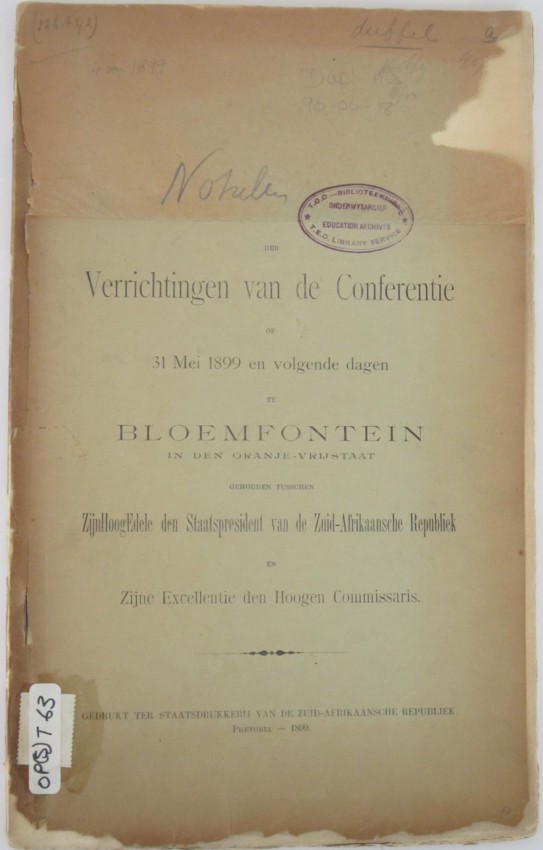 duffel a
Notulen
T.O.D.—BIBLIOTEEKDIENS
ONDERWYSARGIEF
EDUCATION ARCHIVES
T.E.D. LIBRARY SERVICE
DER
Verrichtingen van de Conferentie
OP
31 Mei 1899 en volgende dagen
TE
BLOEMFONTEIN
IN DEN ORANJE-VRIJSTAAT
GEHOUDEN TUSSCHEN
ZijnHoogEdele den Staatspresident van de Zuid-Afrikaansche Republiek
EN
Zijne Excellentie den Hoogen Commissaris.
GEDRUKT TER STAATSDRUKKERIJ VAN DE ZUID-AFRIKAANSCHE REPUBLIEK.
PRETORIA — 1899.
OP(S)T 63